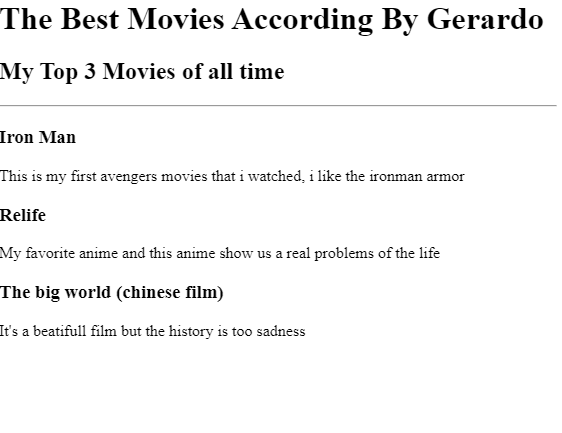 The Best Movies According By Gerardo
My Top 3 Movies of all time
Iron Man
This is my first avengers movies that i watched, i like the ironman armor
Relife
My favorite anime and this anime show us a real problems of the life
The big world (chinese film)
It's a beatifull film but the history is too sadness